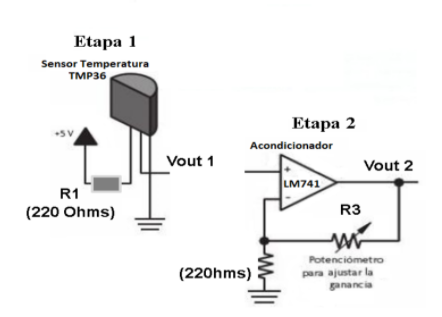 Etapa 1
Sensor Temperatura
TMP36
+5 V
Vout 1
R1
(220 Ohms)
Etapa 2
Acondicionador
+
LM741
-
Vout 2
R3
Potenciómetro
para ajustar la
ganancia
(220hms)